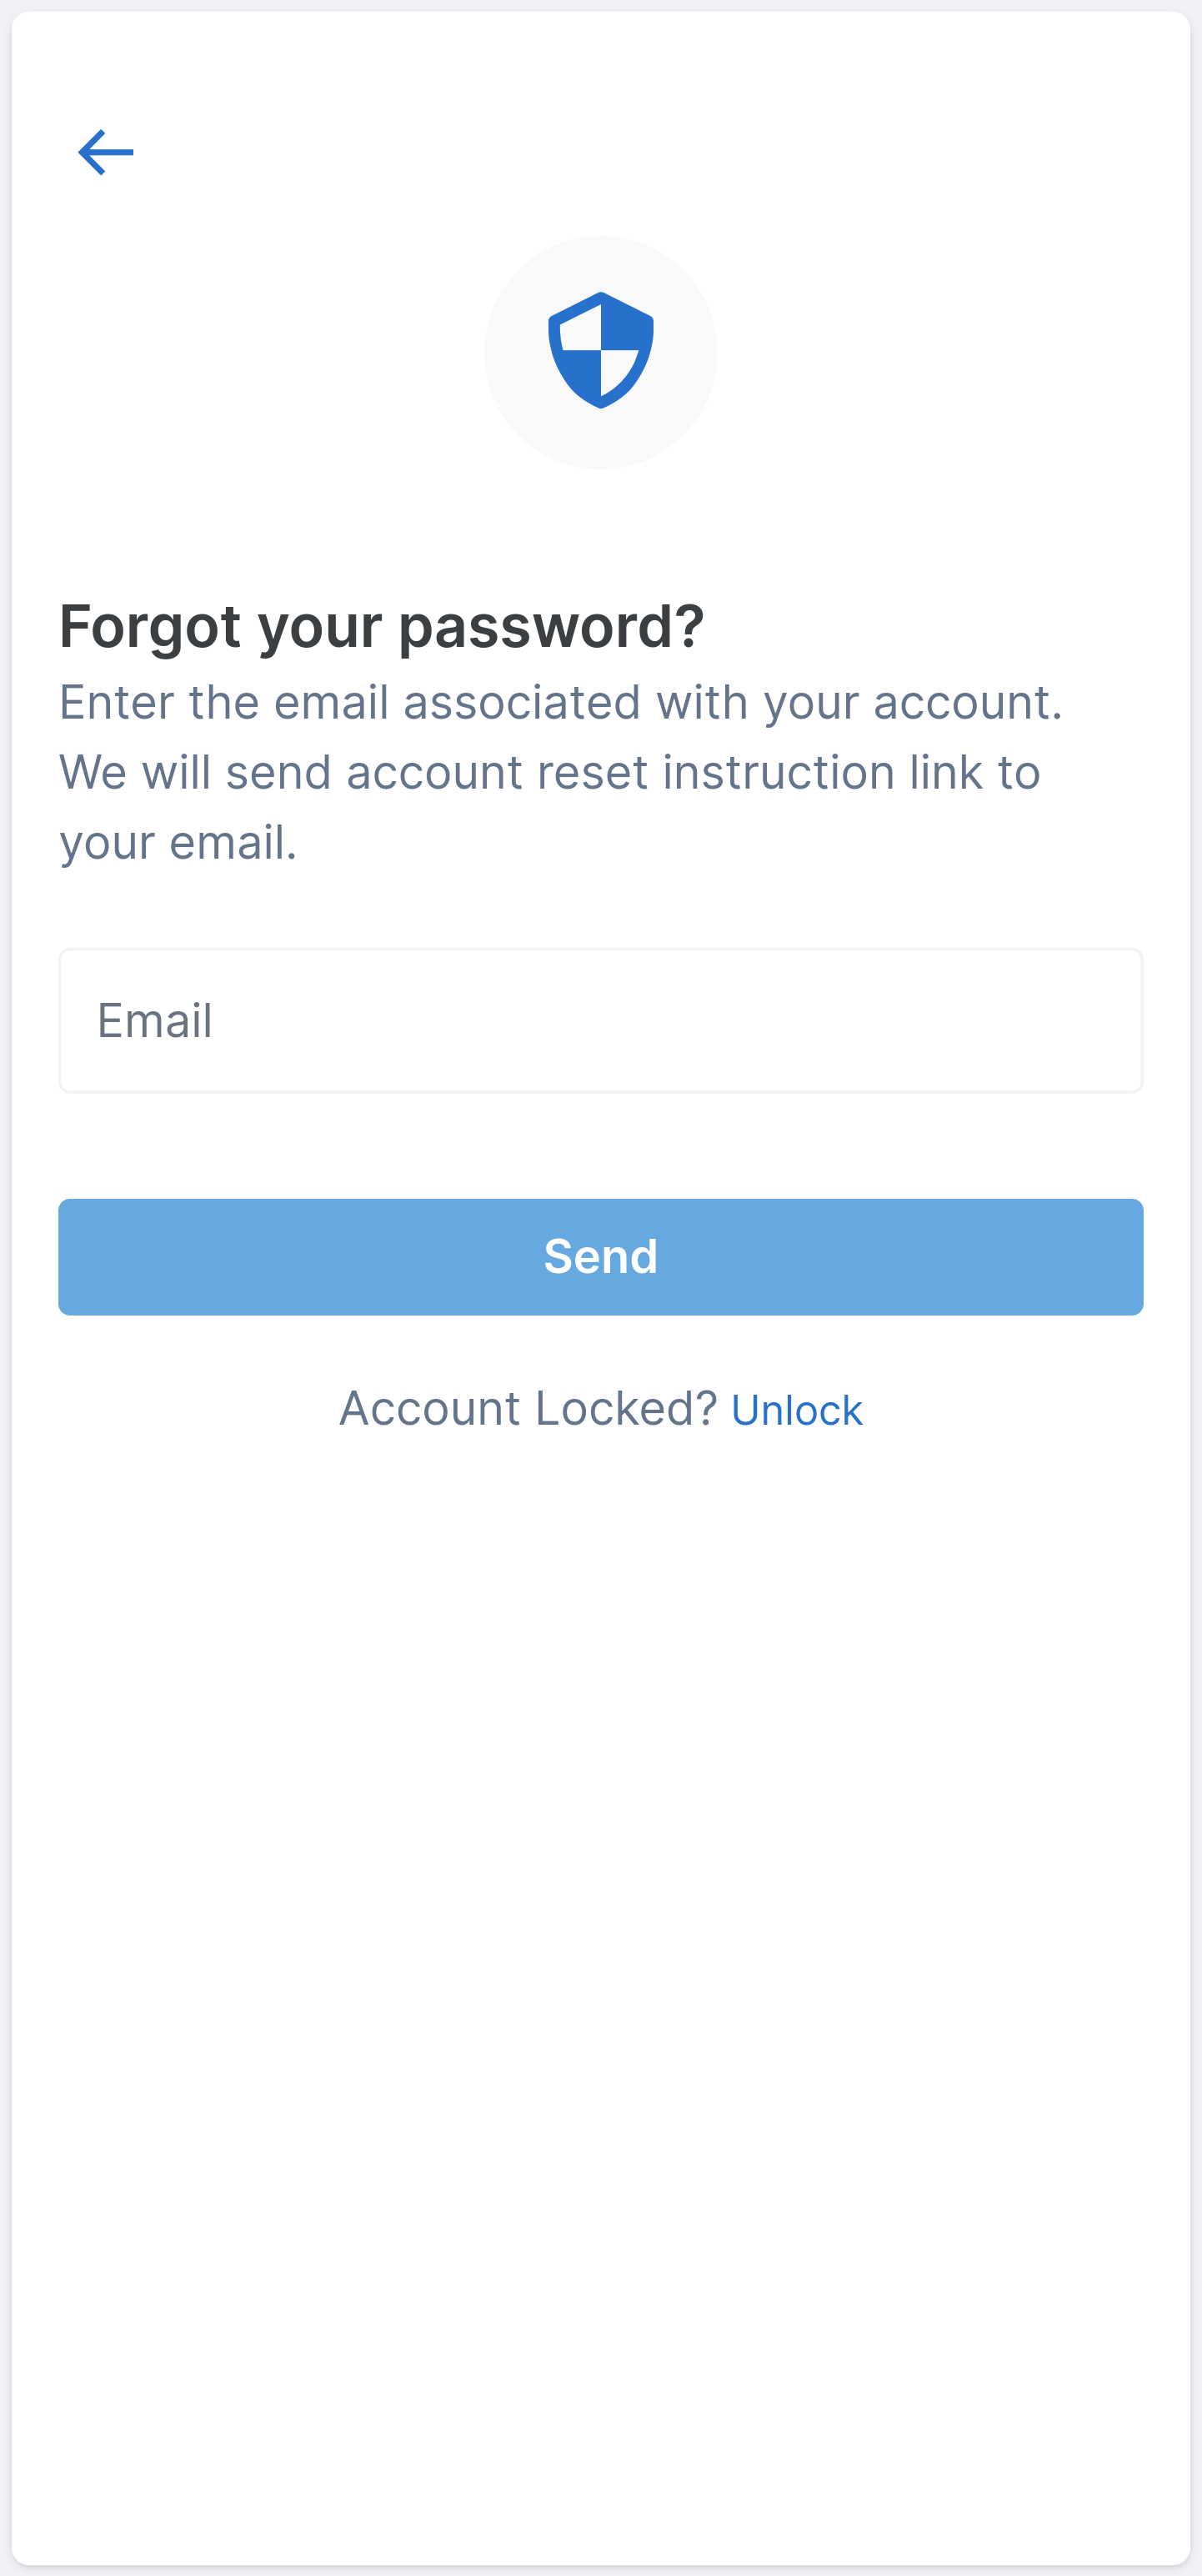 Forgot your password?
Enter the email associated with your account.
We will send account reset instruction link to
your email.
Email
Send
Account Locked? Unlock